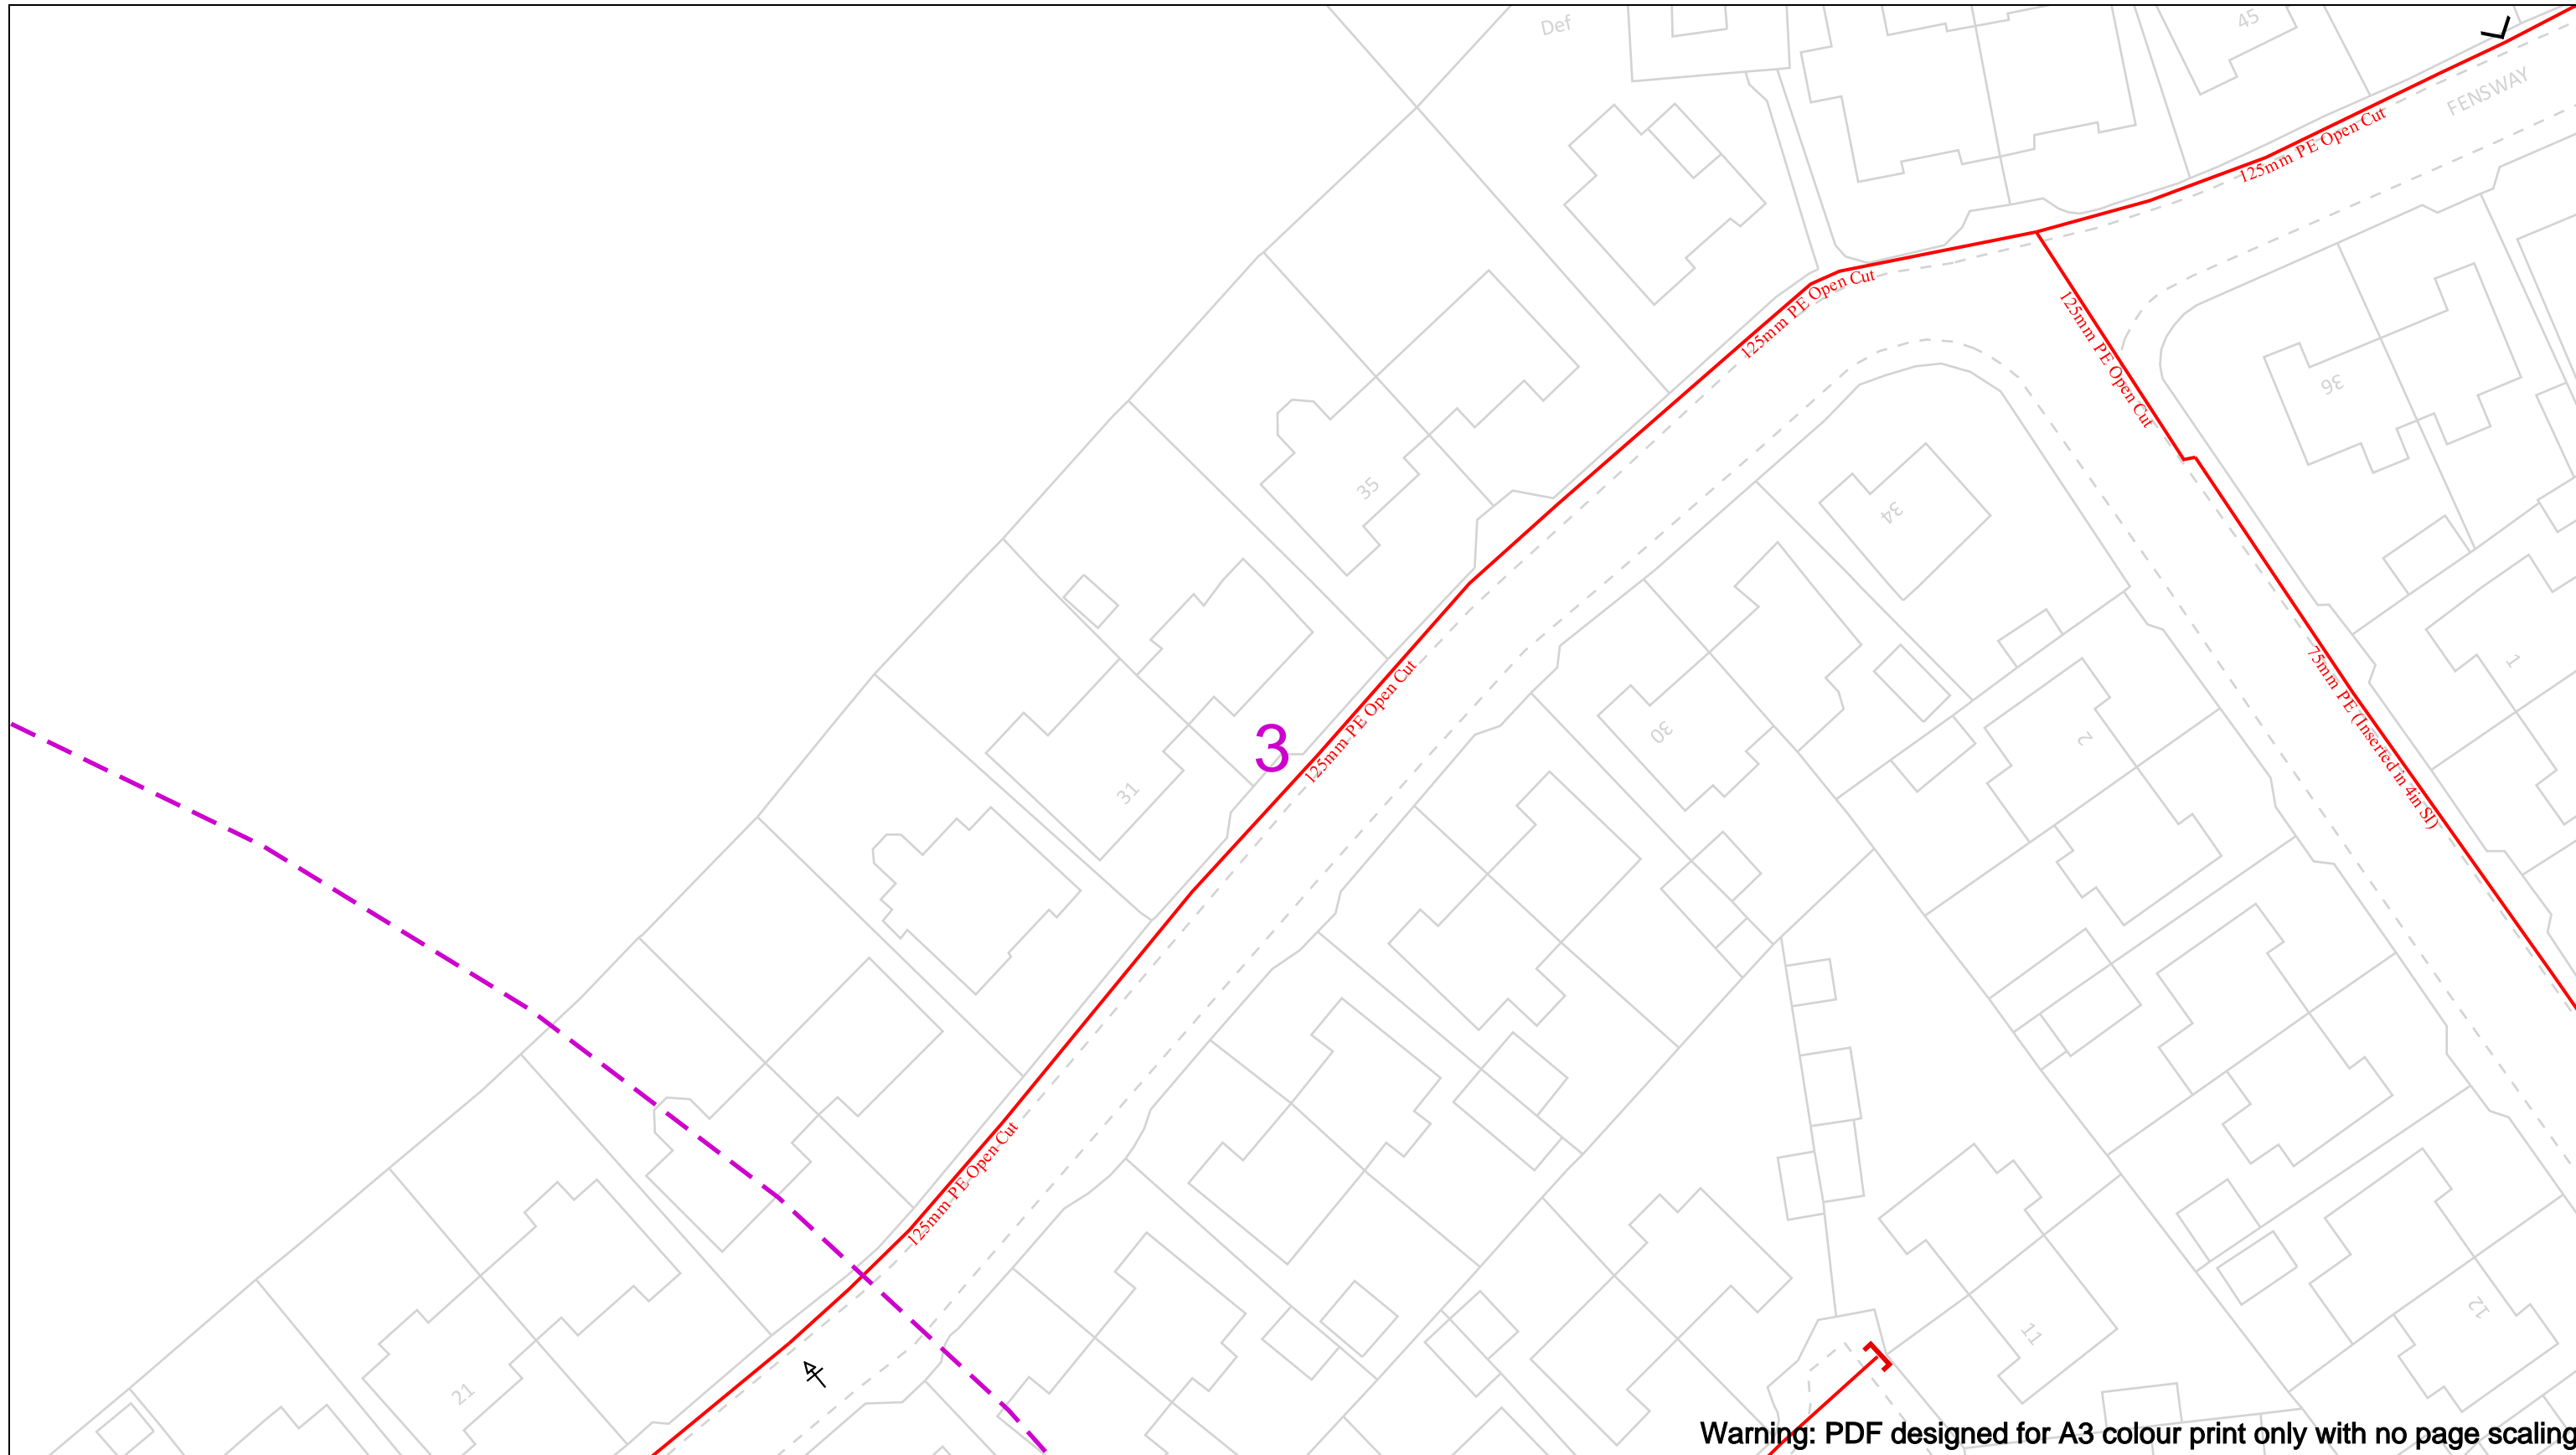 Def
45
FENSWAY
125mm PE Open Cut
125mm PE Open Cut
125mm PE Open Cut
36
35
34
125mm PE Open Cut
75mm PE (Inserted in 4in SI)
1
30
2
3
31
125mm PE Open Cut
21
11
12
Warning: PDF designed for A3 colour print only with no page scaling